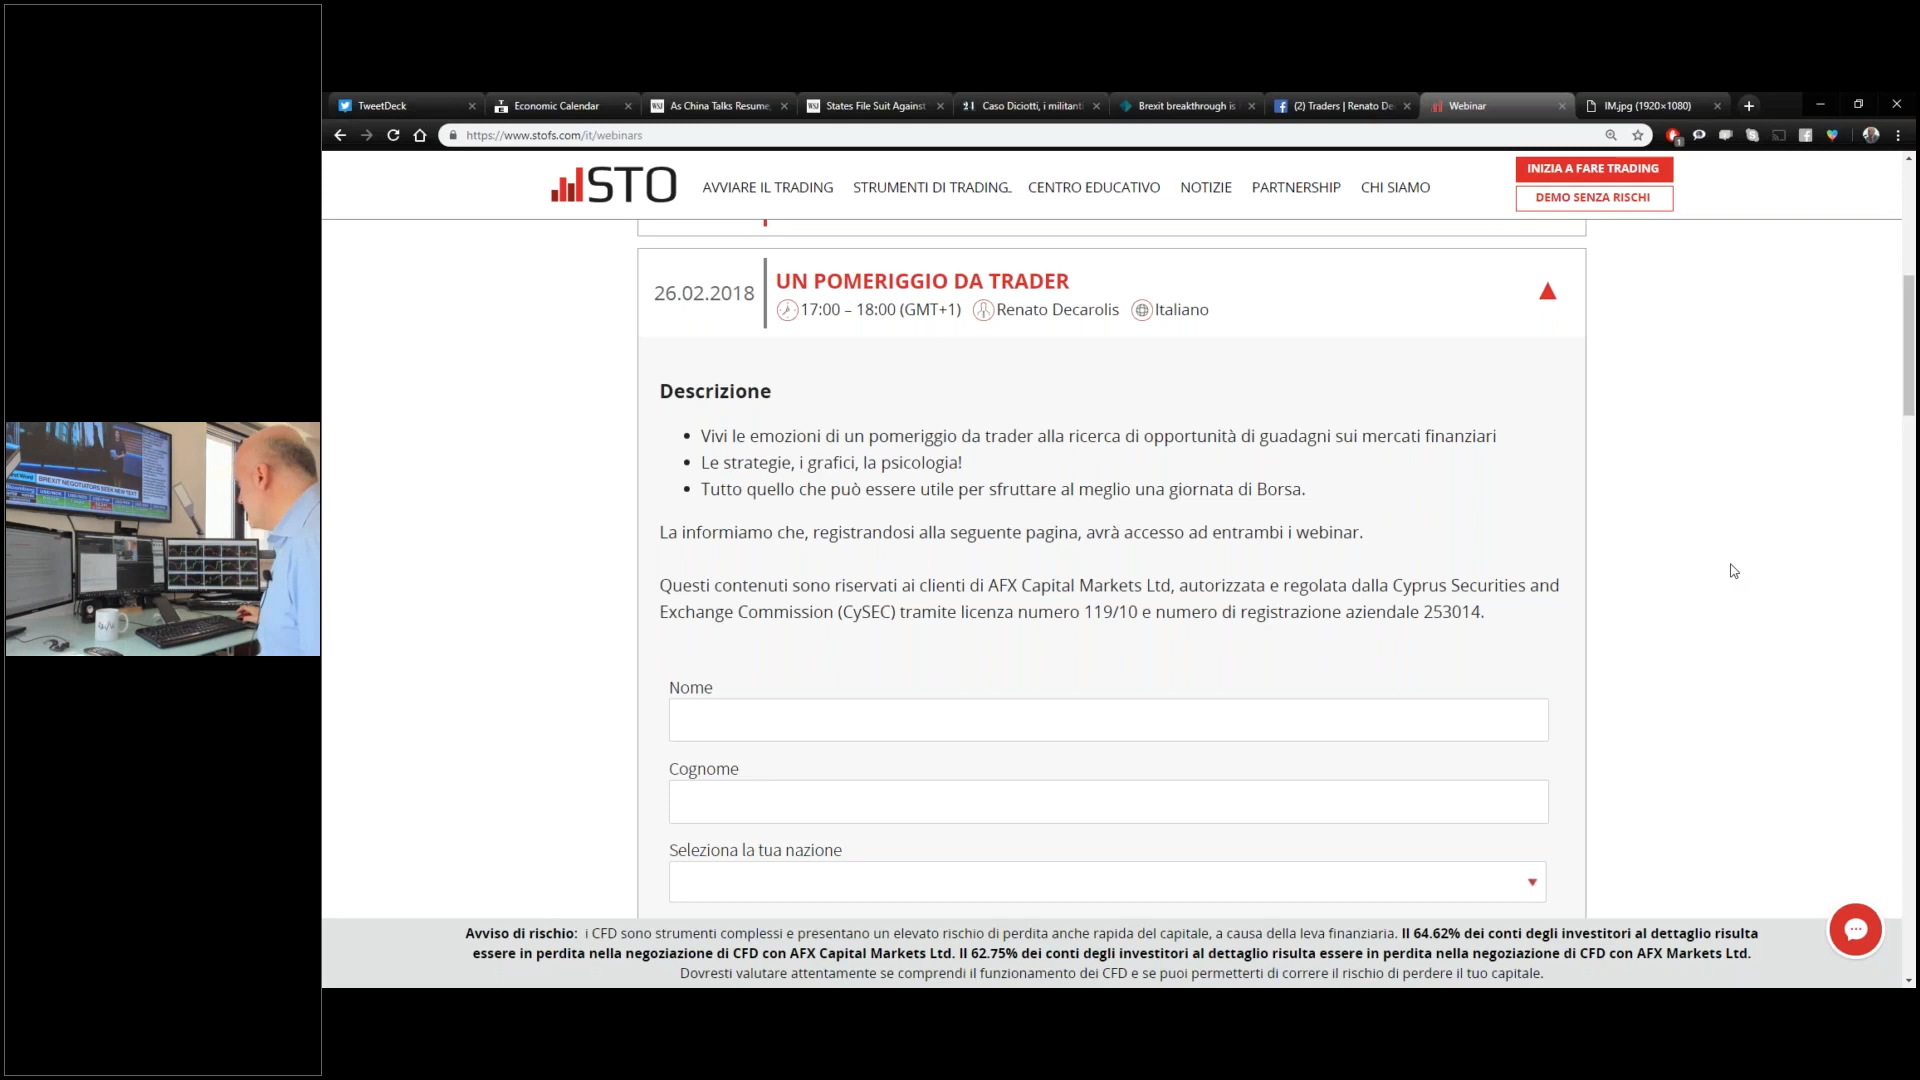 TweetDeck
Economic Calendar
As China Talks Resume,
States File Suit Against
Caso Diciotti, i militanti
Brexit breakthrough is
(2) Traders | Renato De
Webinar
IM.jpg (1920×1080)
https://www.stofs.com/it/webinars
STO
AVVIARE IL TRADING
STRUMENTI DI TRADING
CENTRO EDUCATIVO
NOTIZIE
PARTNERSHIP
CHI SIAMO
INIZIA A FARE TRADING
DEMO SENZA RISCHI
26.02.2018
UN POMERIGGIO DA TRADER
17:00 – 18:00 (GMT+1) Renato Decarolis Italiano
Descrizione
• Vivi le emozioni di un pomeriggio da trader alla ricerca di opportunità di guadagni sui mercati finanziari
• Le strategie, i grafici, la psicologia!
• Tutto quello che può essere utile per sfruttare al meglio una giornata di Borsa.
La informiamo che, registrandosi alla seguente pagina, avrà accesso ad entrambi i webinar.
Questi contenuti sono riservati ai clienti di AFX Capital Markets Ltd, autorizzata e regolata dalla Cyprus Securities and
Exchange Commission (CySEC) tramite licenza numero 119/10 e numero di registrazione aziendale 253014.
Nome
Cognome
Seleziona la tua nazione
Avviso di rischio: i CFD sono strumenti complessi e presentano un elevato rischio di perdita anche rapida del capitale, a causa della leva finanziaria. Il 64.62% dei conti degli investitori al dettaglio risulta
essere in perdita nella negoziazione di CFD con AFX Capital Markets Ltd. Il 62.75% dei conti degli investitori al dettaglio risulta essere in perdita nella negoziazione di CFD con AFX Markets Ltd.
Dovresti valutare attentamente se comprendi il funzionamento dei CFD e se puoi permetterti di correre il rischio di perdere il tuo capitale.
BREXIT NEGOTIATORS SEEK NEW TEXT